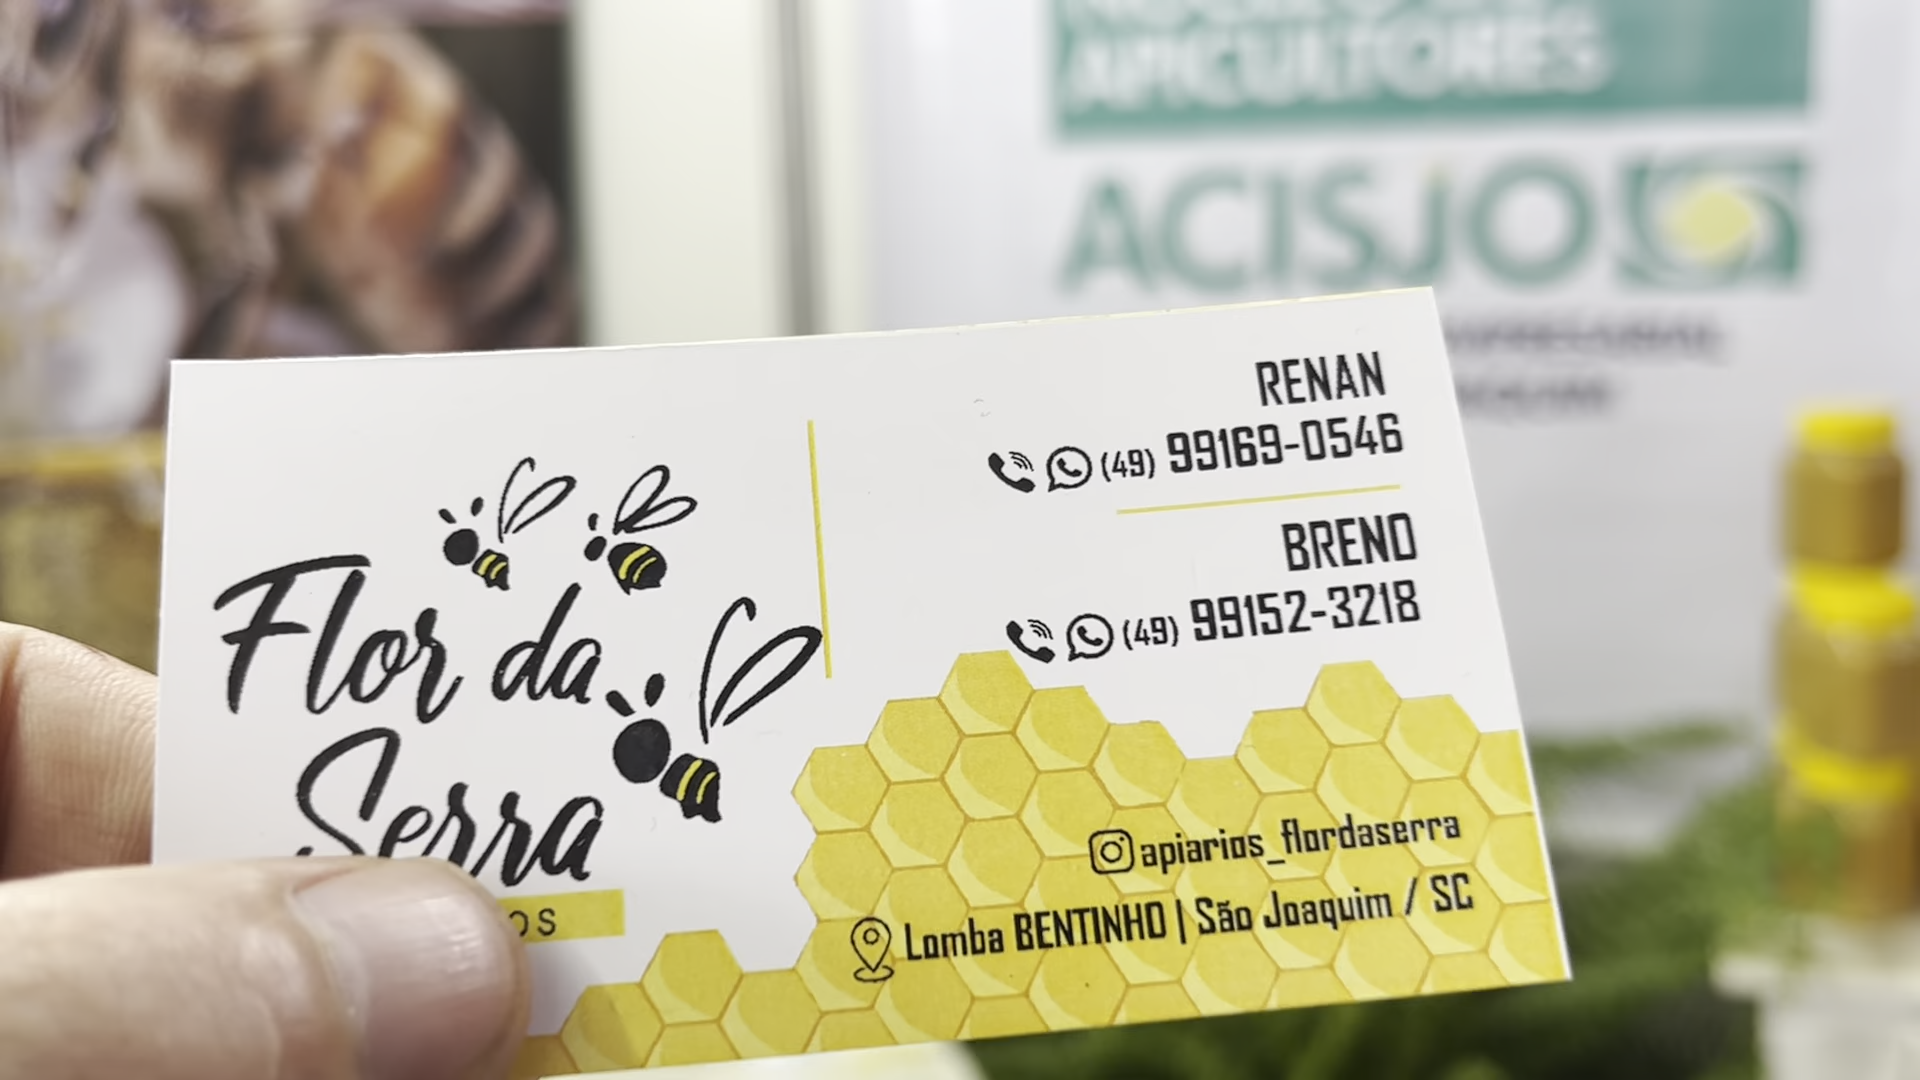 APICULTORES
ACISJO
RENAN
(49) 99169-0546
BRENO
(49) 99152-3218
Flor da
Serra
apiarios_flordaserra
Lomba BENTINHO | São Joaquim / SC